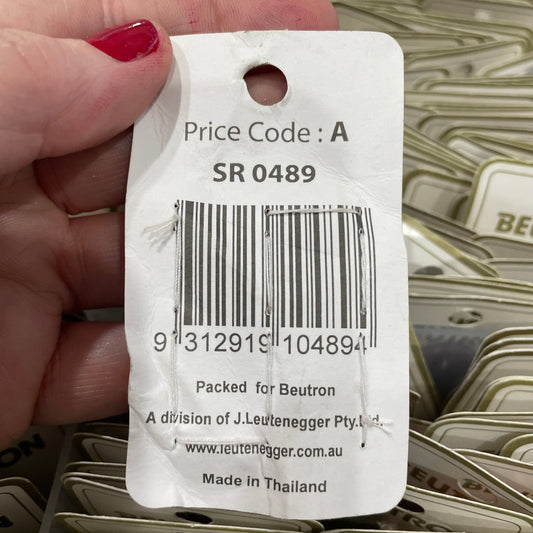 Price Code : A
SR 0489
9 312919 104894
Packed for Beutron
A division of J.Leutenegger Pty.Ltd.
www.leutenegger.com.au
Made in Thailand